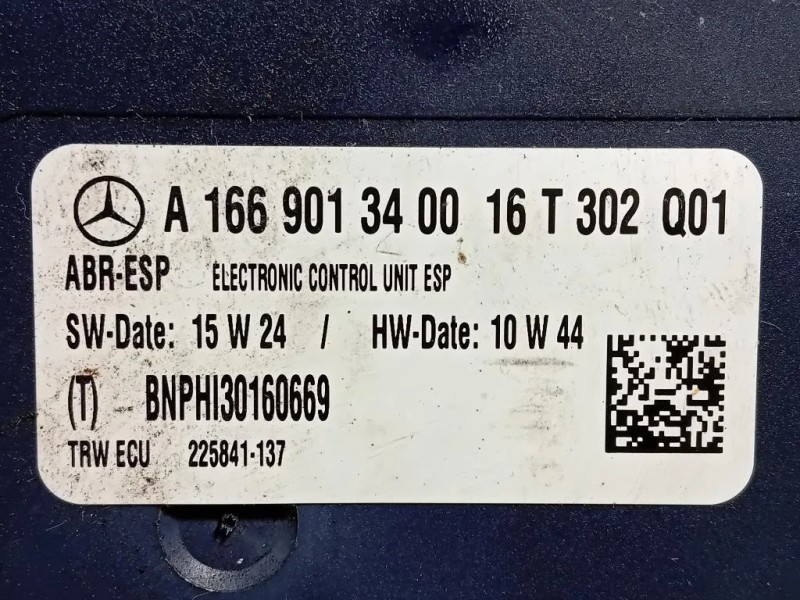 A 166 901 34 00 16 T 302 Q01
ABR-ESP ELECTRONIC CONTROL UNIT ESP
SW-Date: 15 W 24 / HW-Date: 10 W 44
(T) BNPHI30160669
TRW ECU 225841-137